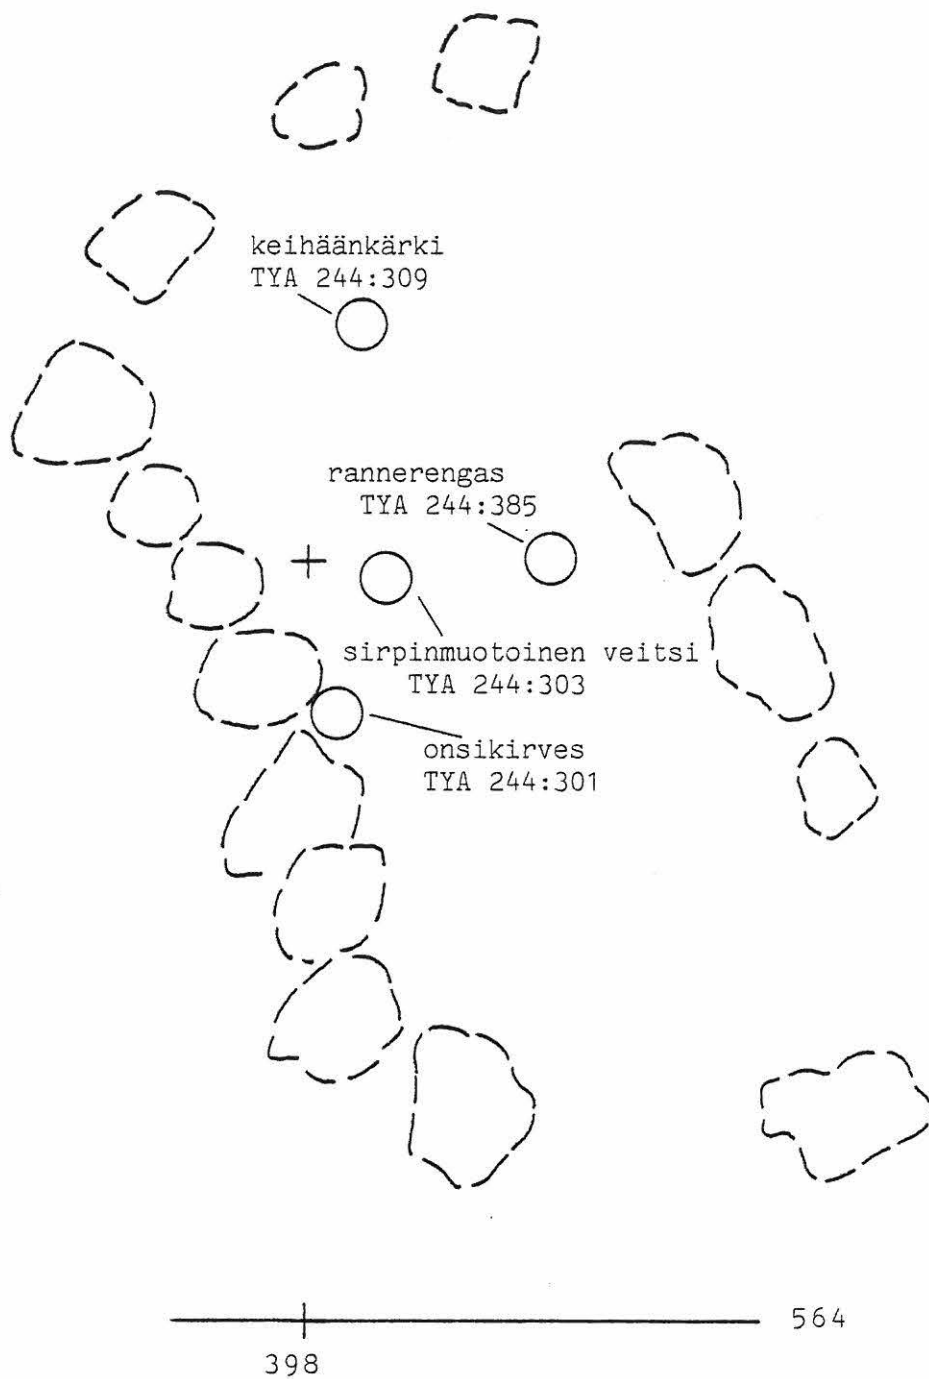 keihäänkärki
TYA 244:309
rannerengas
TYA 244:385
sirpinmuotoinen veitsi
TYA 244:303
onsikirves
TYA 244:301
564
398